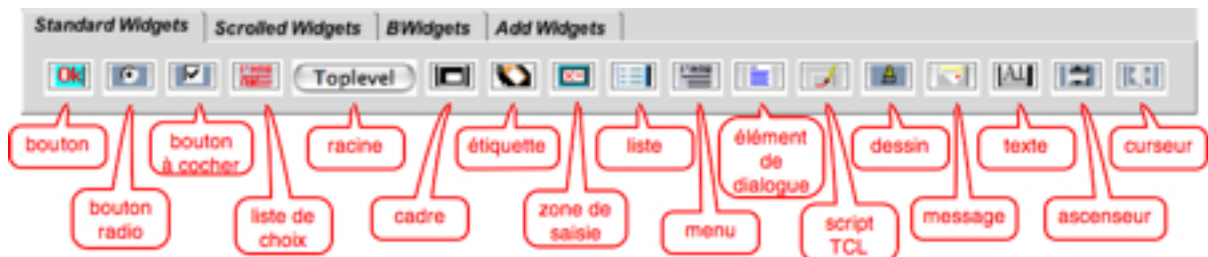 Standard Widgets
Scrolled Widgets
BWidgets
Add Widgets
Ok
Toplevel
bouton
bouton
à cocher
racine
étiquette
liste
élément
de
dialogue
dessin
texte
curseur
bouton
radio
liste de
choix
cadre
zone de
saisie
menu
script
TCL
message
ascenseur